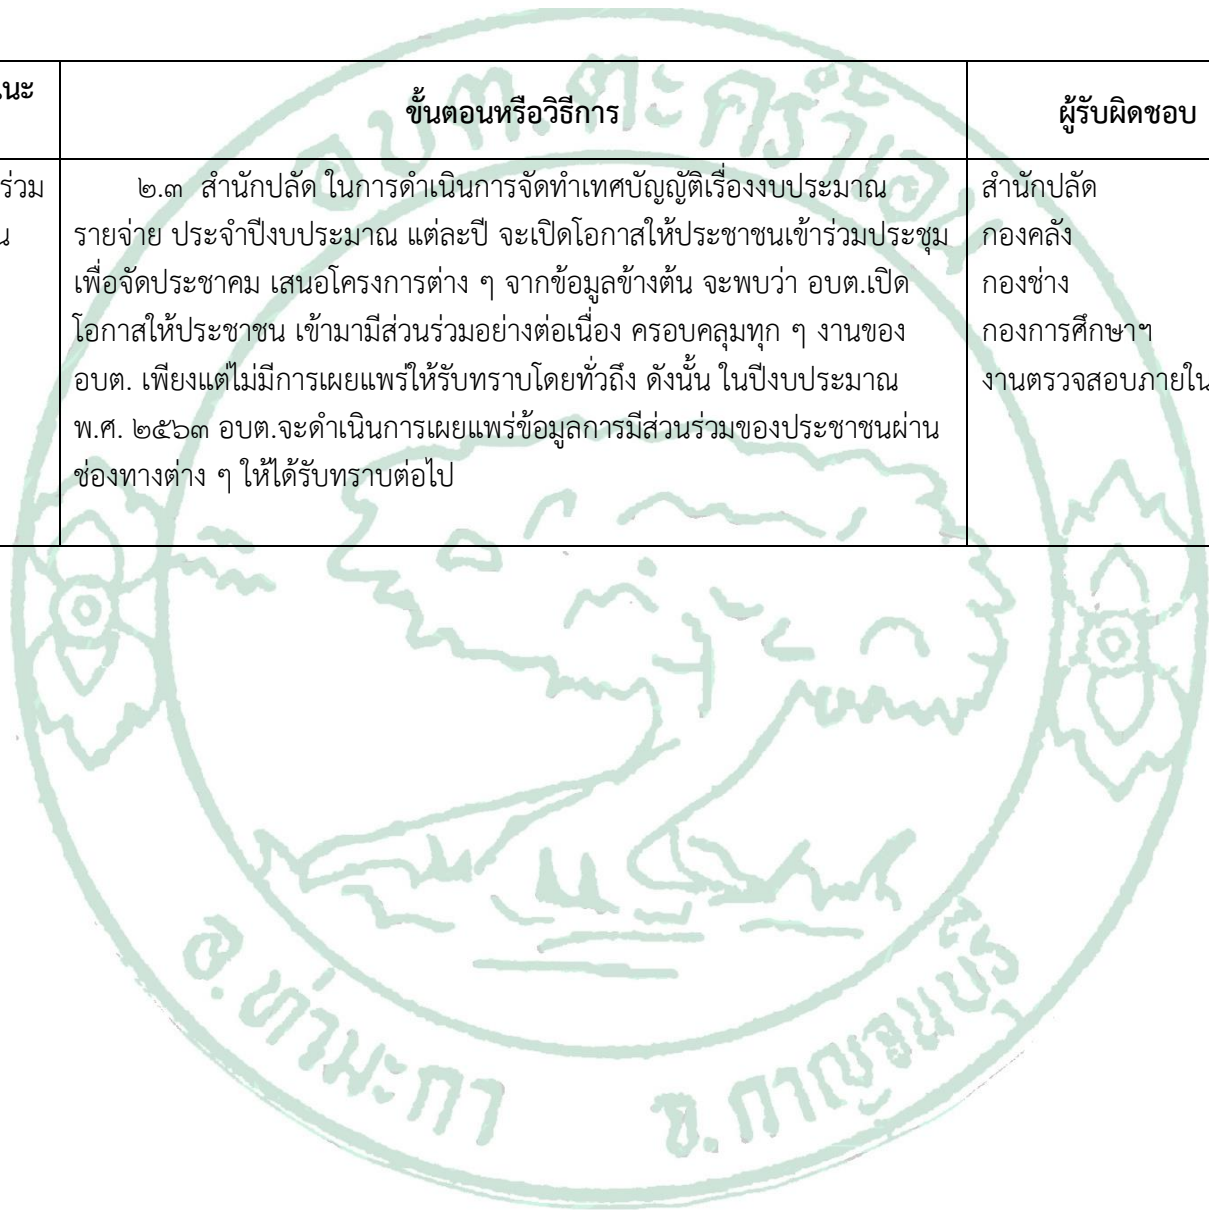 นะ
ขั้นตอนหรือวิธีการ
ผู้รับผิดชอบ
ร่วม
น
๒.๓ สำนักปลัด ในการดำเนินการจัดทำเทศบัญญัติเรื่องงบประมาณ
รายจ่าย ประจำปีงบประมาณ แต่ละปี จะเปิดโอกาสให้ประชาชนเข้าร่วมประชุม
เพื่อจัดประชาคม เสนอโครงการต่าง ๆ จากข้อมูลข้างต้น จะพบว่า อบต.เปิด
โอกาสให้ประชาชน เข้ามามีส่วนร่วมอย่างต่อเนื่อง ครอบคลุมทุก ๆ งานของ
อบต. เพียงแต่ไม่มีการเผยแพร่ให้รับทราบโดยทั่วถึง ดังนั้น ในปีงบประมาณ
พ.ศ. ๒๕๖๓ อบต.จะดำเนินการเผยแพร่ข้อมูลการมีส่วนร่วมของประชาชนผ่าน
ช่องทางต่าง ๆ ให้ได้รับทราบต่อไป
สำนักปลัด
กองคลัง
กองช่าง
กองการศึกษาฯ
งานตรวจสอบภายใน
อบต.ตะคร้ำเอน
อ.ท่ามะกา จ.กาญจนบุรี